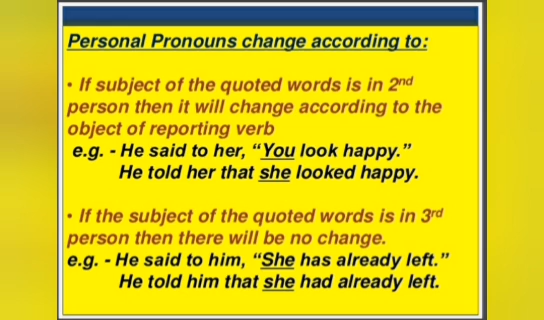 Personal Pronouns change according to:
• If subject of the quoted words is in 2nd
person then it will change according to the
object of reporting verb
e.g. - He said to her, “You look happy.”
He told her that she looked happy.
• If the subject of the quoted words is in 3rd
person then there will be no change.
e.g. - He said to him, “She has already left.”
He told him that she had already left.